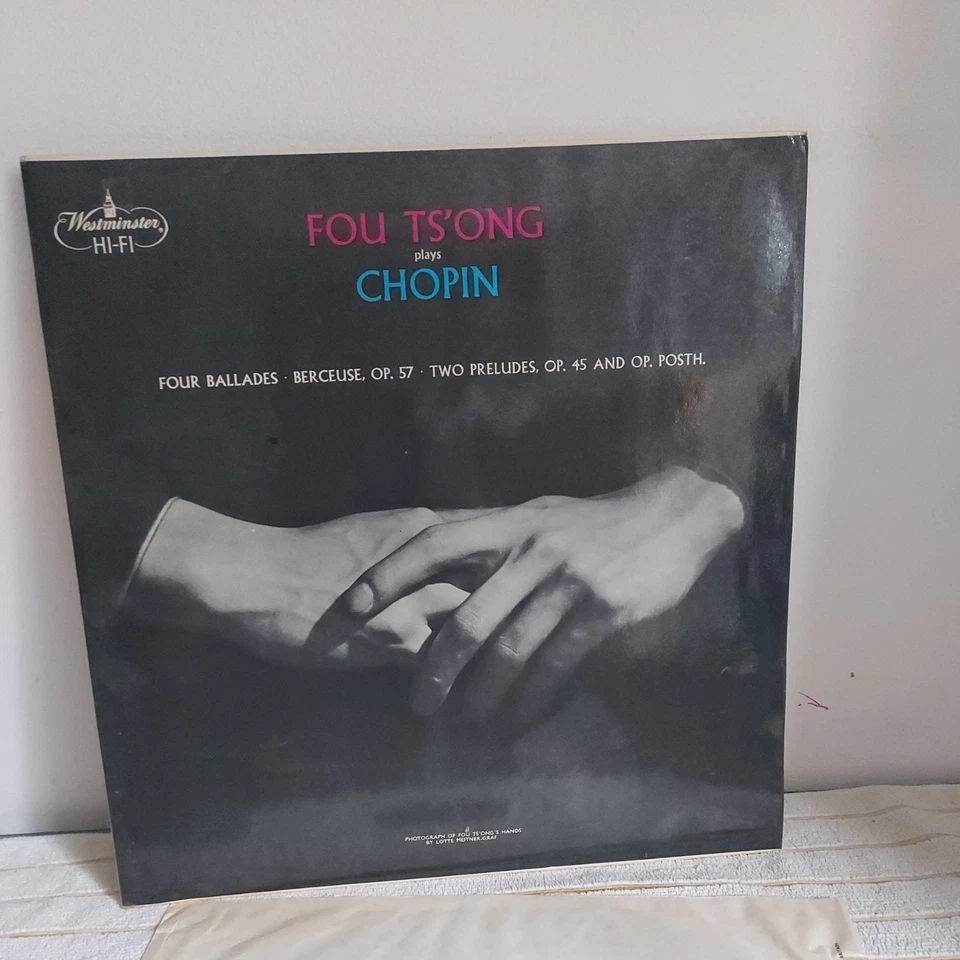 Westminster
HI-FI
FOU TS'ONG
plays
CHOPIN
FOUR BALLADES · BERCEUSE, OP. 57 · TWO PRELUDES, OP. 45 AND OP. POSTH.
PHOTOGRAPH OF FOU TS'ONG'S HANDS
BY LOTTE MEITNER-GRAF